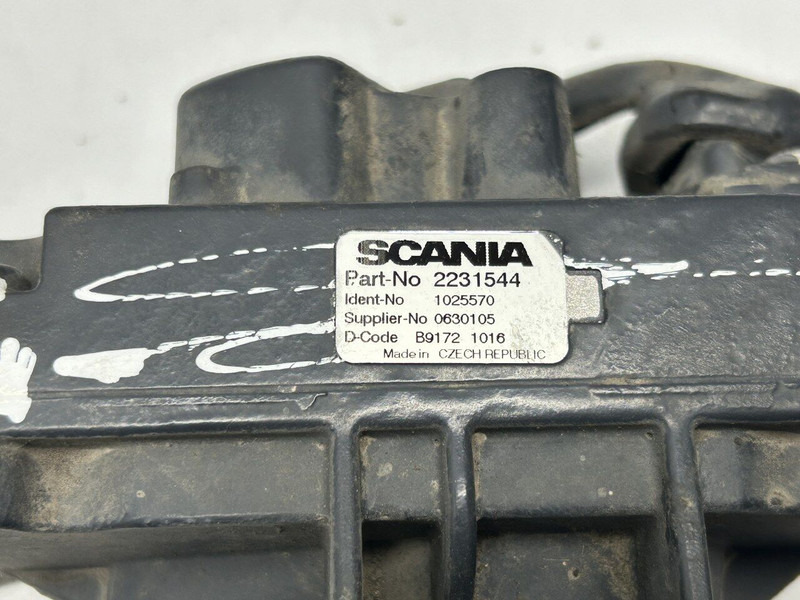 SCANIA
Part-No 2231544
Ident-No 1025570
Supplier-No 0630105
D-Code B9172 1016
Made in CZECH REPUBLIC